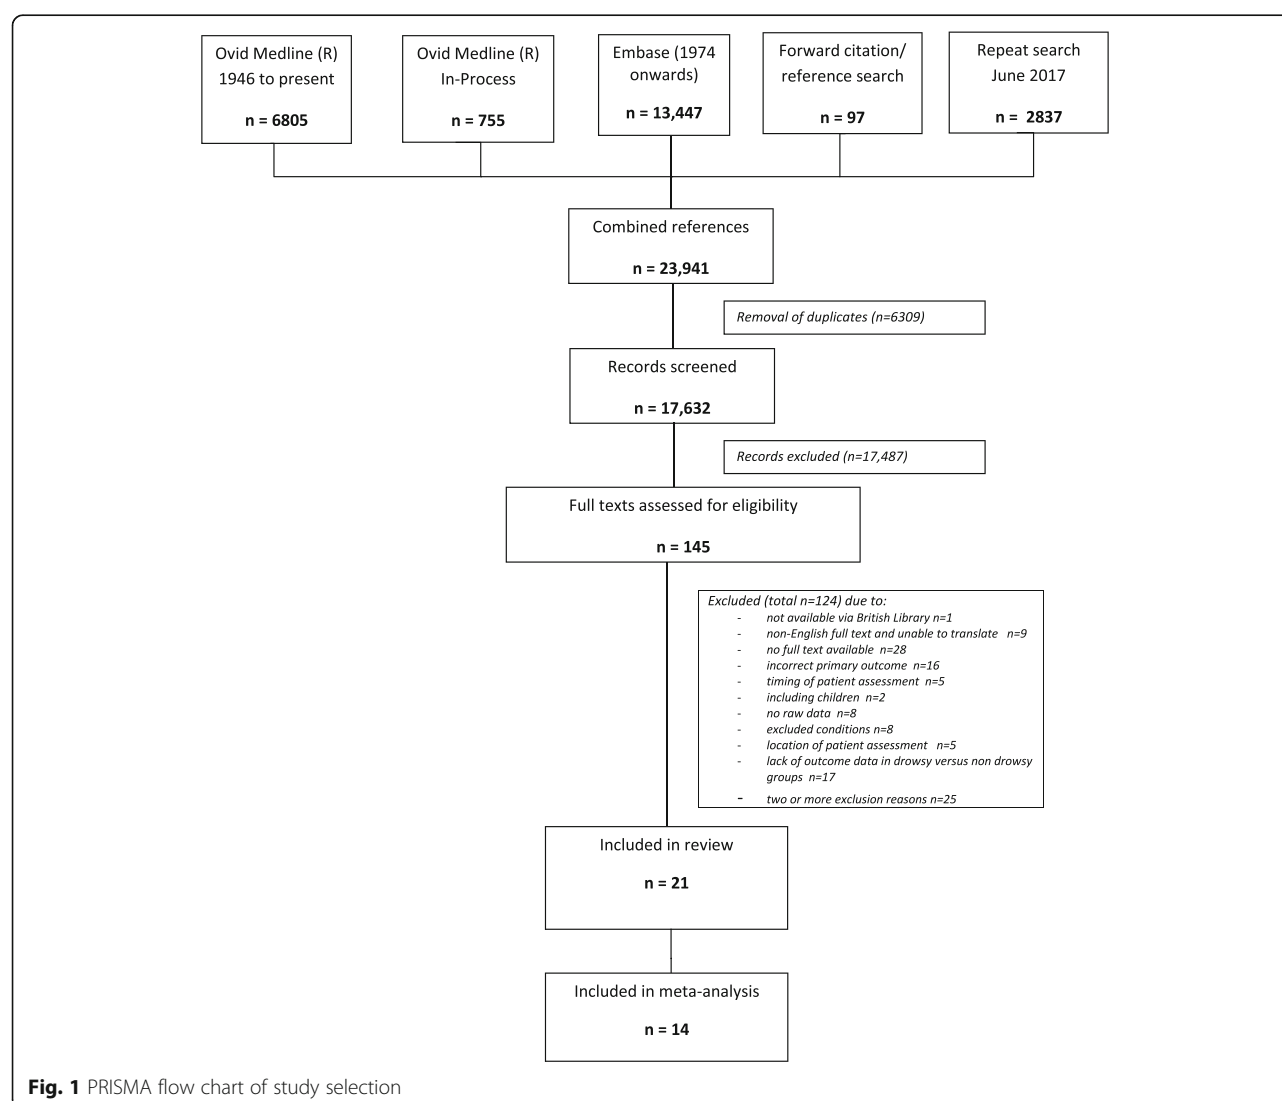 Ovid Medline (R)
1946 to present
n = 6805
Ovid Medline (R)
In-Process
n = 755
Embase (1974
onwards)
n = 13,447
Forward citation/
reference search
n = 97
Repeat search
June 2017
n =  2837
Combined references
n = 23,941
Removal of duplicates (n=6309)
Records screened
n = 17,632
Records excluded (n=17,487)
Full texts assessed for eligibility
n = 145
Excluded (total n=124) due to:
- not available via British Library n=1
- non-English full text and unable to translate  n=9
- no full text available  n=28
- incorrect primary outcome  n=16
- timing of patient assessment  n=5
- including children  n=2
- no raw data  n=8
- excluded conditions n=8
- location of patient assessment  n=5
- lack of outcome data in drowsy versus non drowsy
groups  n=17
- two or more exclusion reasons n=25
Included in review
n = 21
Included in meta-analysis
n = 14
Fig. 1 PRISMA flow chart of study selection